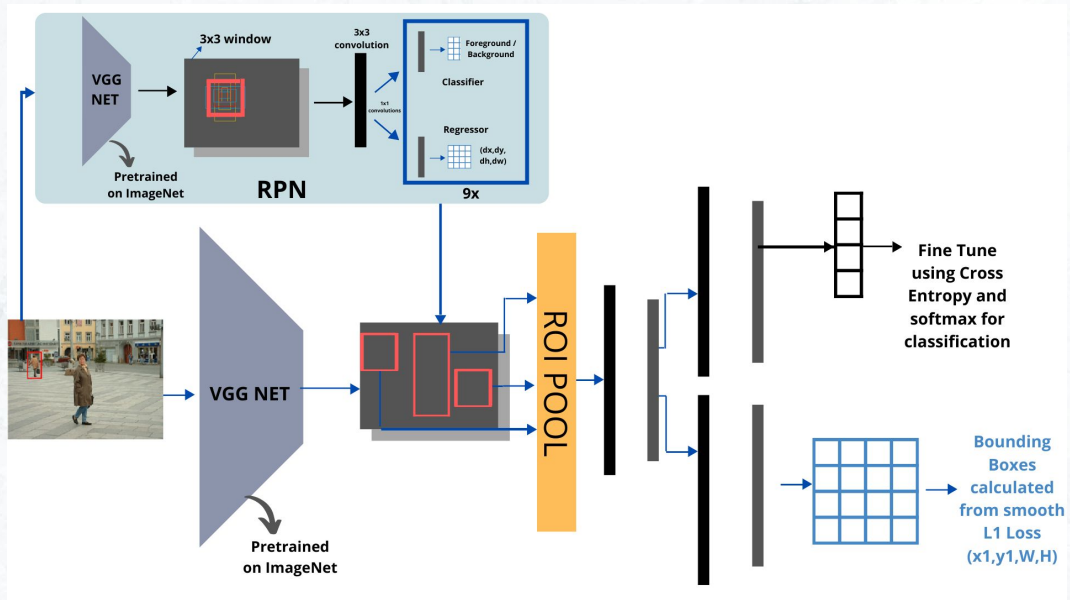 VGG
NET
Pretrained
on ImageNet
3x3 window
3x3
convolution
1x1
convolutions
Foreground /
Background
Classifier
Regressor
(dx,dy,
dh,dw)
RPN
9x
VGG NET
Pretrained
on ImageNet
ROI POOL
Fine Tune
using Cross
Entropy and
softmax for
classification
Bounding
Boxes
calculated
from smooth
L1 Loss
(x1,y1,W,H)